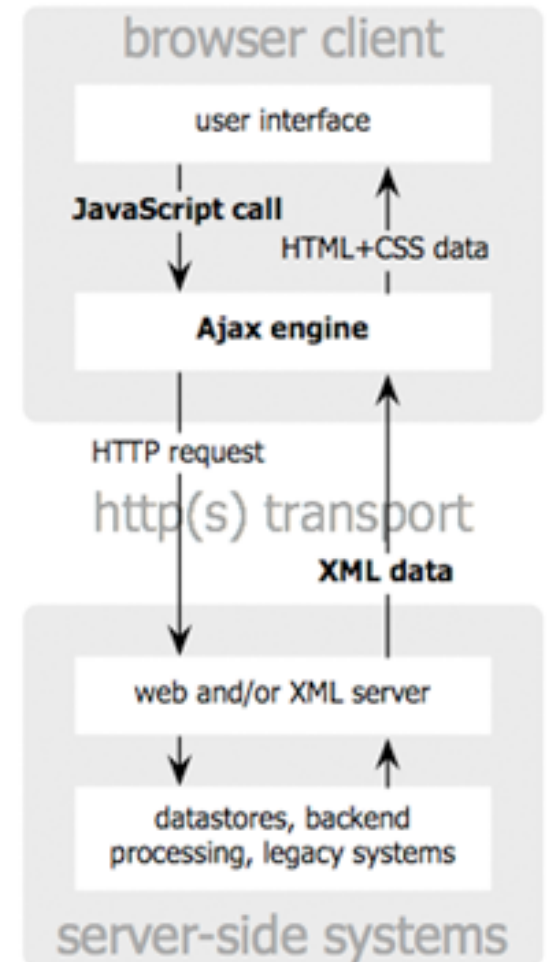 browser client
user interface
JavaScript call
HTML+CSS data
Ajax engine
HTTP request
http(s) transport
XML data
web and/or XML server
datastores, backend
processing, legacy systems
server-side systems